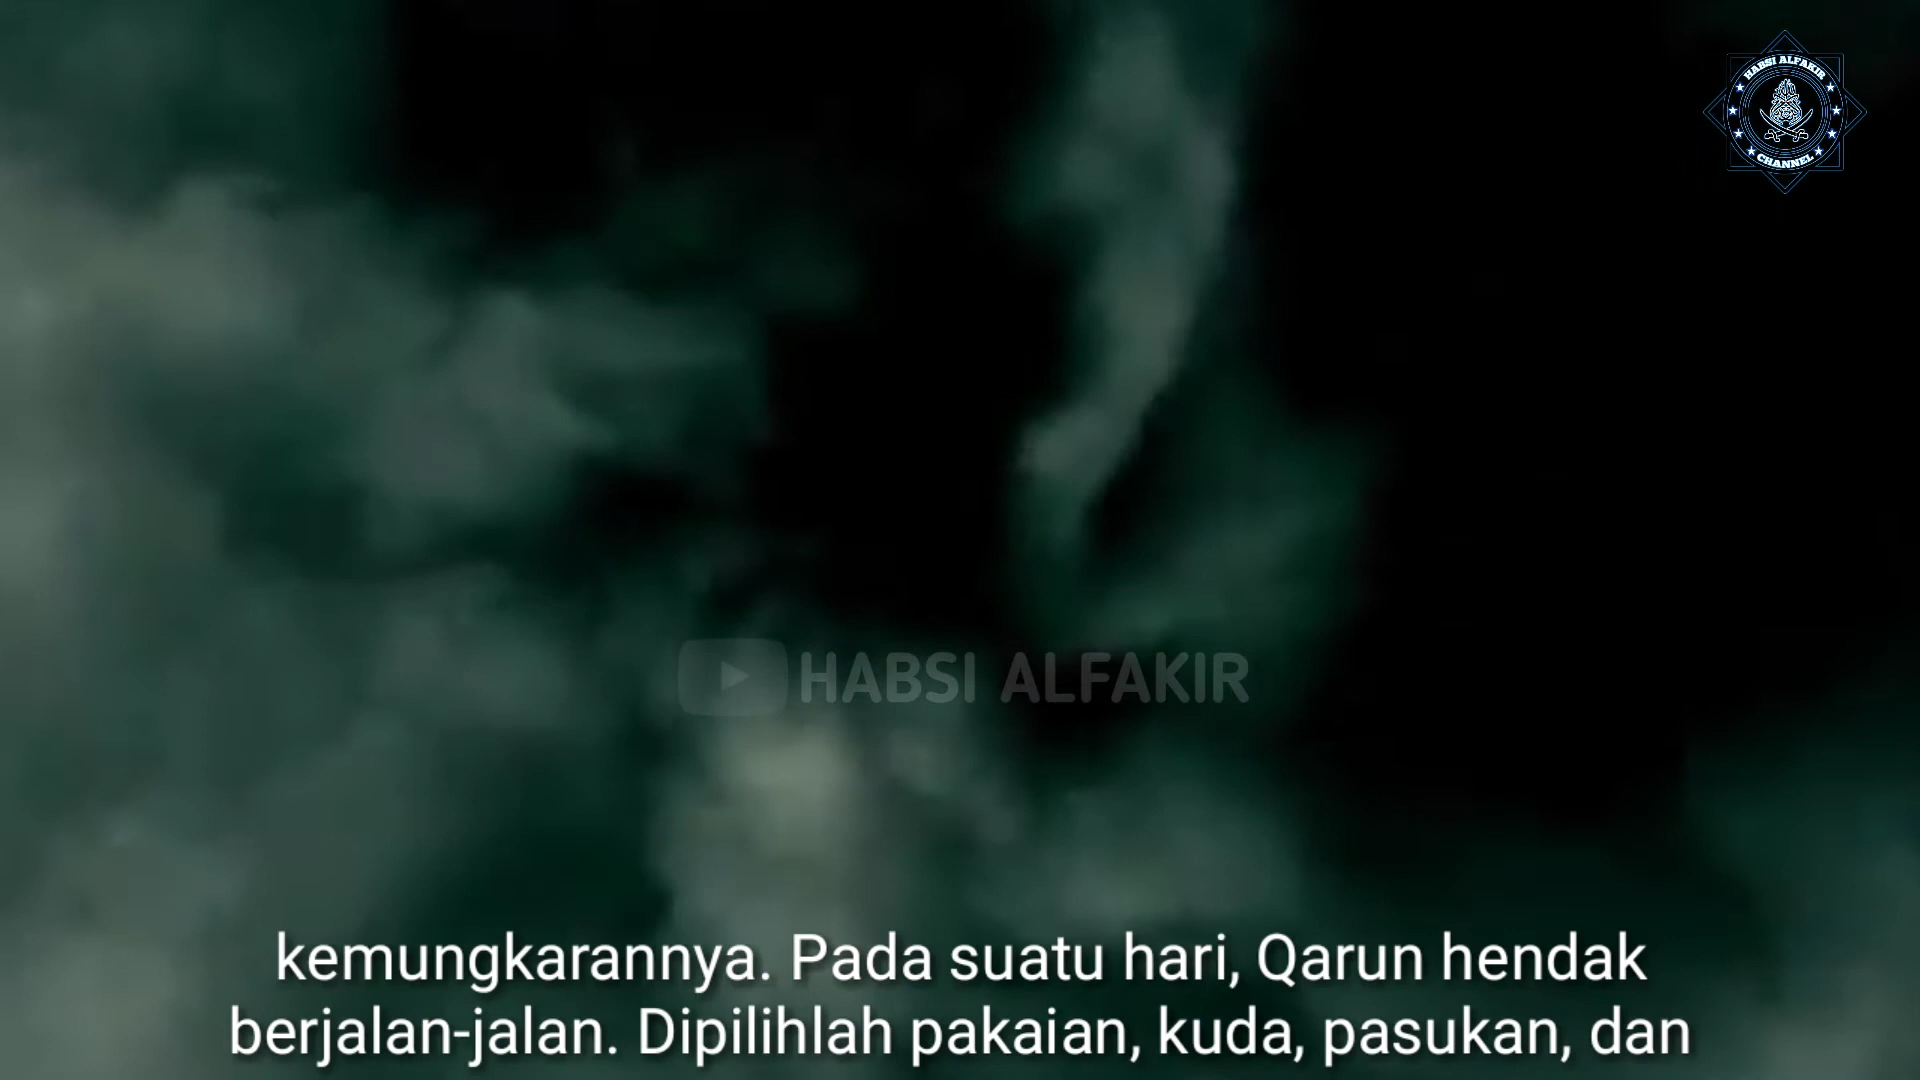 HABSI ALFAKIR
CHANNEL
HABSI ALFAKIR
kemungkarannya. Pada suatu hari, Qarun hendak
berjalan-jalan. Dipilihlah pakaian, kuda, pasukan, dan